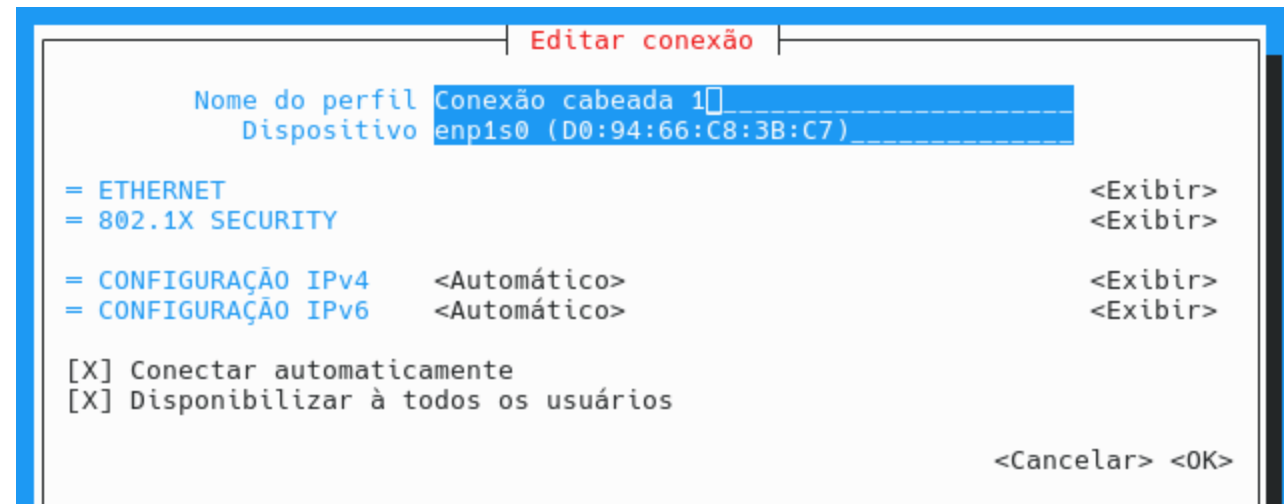 Editar conexão
Nome do perfil Conexão cabeada 1
Dispositivo enp1s0 (D0:94:66:C8:3B:C7)
= ETHERNET <Exibir>
= 802.1X SECURITY <Exibir>
= CONFIGURAÇÃO IPv4 <Automático> <Exibir>
= CONFIGURAÇÃO IPv6 <Automático> <Exibir>
[X] Conectar automaticamente
[X] Disponibilizar à todos os usuários
<Cancelar> <OK>